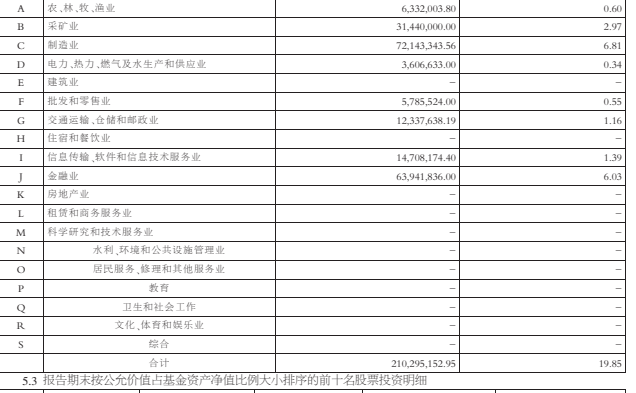 A 农、林、牧、渔业 6,332,003.80 0.60
B 采矿业 31,440,000.00 2.97
C 制造业 72,143,343.56 6.81
D 电力、热力、燃气及水生产和供应业 3,606,633.00 0.34
E 建筑业 – –
F 批发和零售业 5,785,524.00 0.55
G 交通运输、仓储和邮政业 12,337,638.19 1.16
H 住宿和餐饮业 – –
I 信息传输、软件和信息技术服务业 14,708,174.40 1.39
J 金融业 63,941,836.00 6.03
K 房地产业 – –
L 租赁和商务服务业 – –
M 科学研究和技术服务业 – –
N 水利、环境和公共设施管理业 – –
O 居民服务、修理和其他服务业 – –
P 教育 – –
Q 卫生和社会工作 – –
R 文化、体育和娱乐业 – –
S 综合 – –
合计 210,295,152.95 19.85
5.3 报告期末按公允价值占基金资产净值比例大小排序的前十名股票投资明细